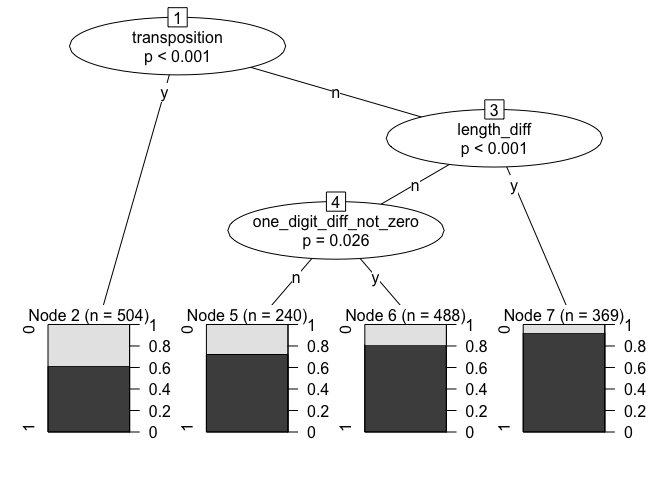 1
transposition
p < 0.001
y
n
3
length_diff
p < 0.001
n
y
4
one_digit_diff_not_zero
p = 0.026
n
y
Node 2 (n = 504)
0
1
1
0.8
0.6
0.4
0.2
0
Node 5 (n = 240)
0
1
1
0.8
0.6
0.4
0.2
0
Node 6 (n = 488)
0
1
1
0.8
0.6
0.4
0.2
0
Node 7 (n = 369)
0
1
1
0.8
0.6
0.4
0.2
0